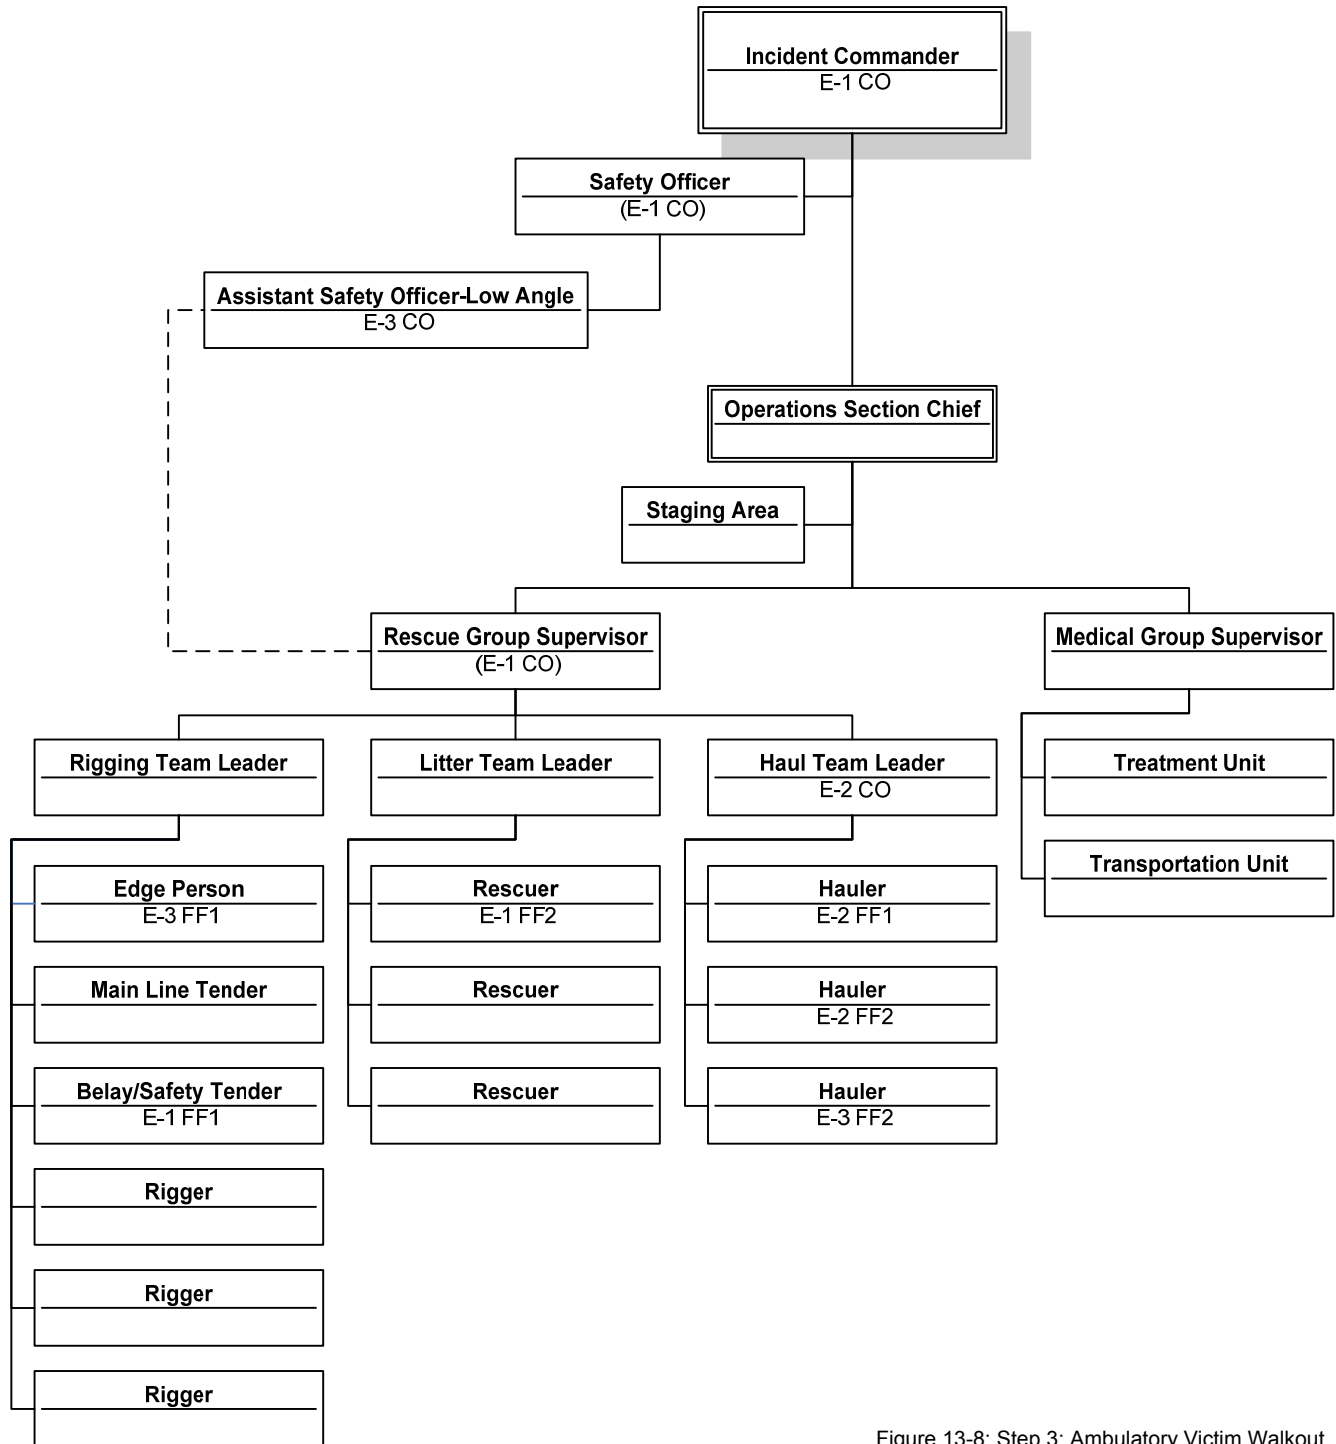 Incident Commander
E-1 CO
Safety Officer
(E-1 CO)
Assistant Safety Officer-Low Angle
E-3 CO
Operations Section Chief
Staging Area
Rescue Group Supervisor
(E-1 CO)
Medical Group Supervisor
Rigging Team Leader
Litter Team Leader
Haul Team Leader
E-2 CO
Treatment Unit
Transportation Unit
Edge Person
E-3 FF1
Main Line Tender
Belay/Safety Tender
E-1 FF1
Rigger
Rigger
Rigger
Rescuer
E-1 FF2
Rescuer
Rescuer
Hauler
E-2 FF1
Hauler
E-2 FF2
Hauler
E-3 FF2
Figure 13-8: Step 3: Ambulatory Victim Walkout